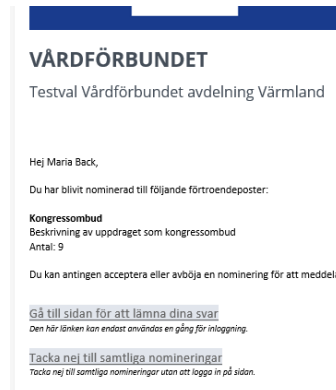 VÅRDFÖRBUNDET
Testval Vårdförbundet avdelning Värmland
Hej Maria Back,
Du har blivit nominerad till följande förtroendeposter:
Kongressombud
Beskrivning av uppdraget som kongressombud
Antal: 9
Du kan antingen acceptera eller avböja en nominering för att
Gå till sidan för att lämna dina svar
Den här länken kan endast användas en gång för inloggning.
Tacka nej till samtliga nomineringar
Tacka nej till samtliga nomineringar utan att logga in på sidan.